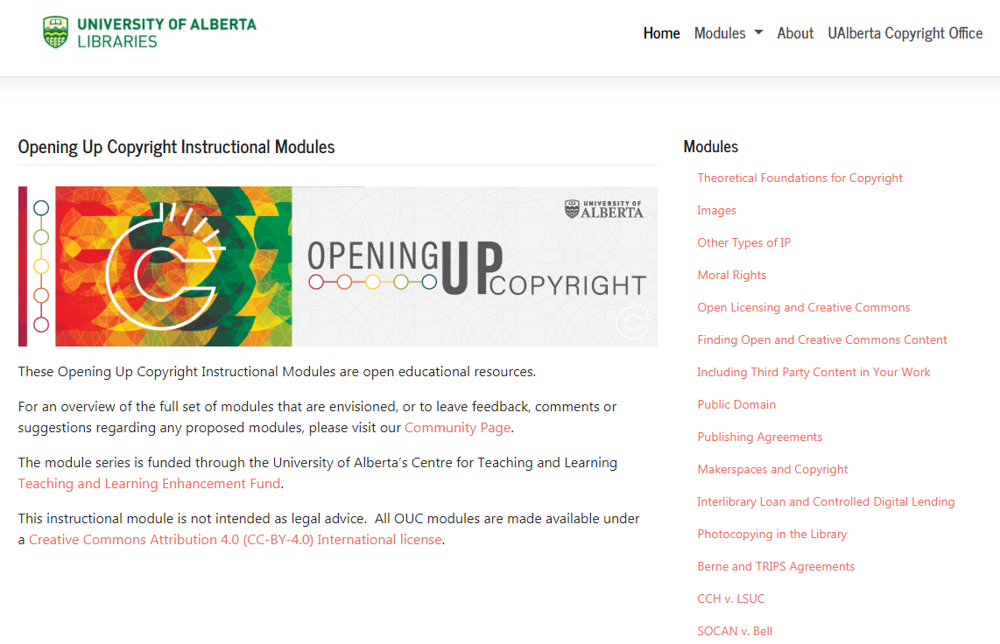 UNIVERSITY OF ALBERTA
LIBRARIES
Home Modules About UAlberta Copyright Office
Opening Up Copyright Instructional Modules
UNIVERSITY OF
ALBERTA
OPENING UP COPYRIGHT
These Opening Up Copyright Instructional Modules are open educational resources.
For an overview of the full set of modules that are envisioned, or to leave feedback, comments or
suggestions regarding any proposed modules, please visit our Community Page.
The module series is funded through the University of Alberta’s Centre for Teaching and Learning
Teaching and Learning Enhancement Fund.
This instructional module is not intended as legal advice.  All OUC modules are made available under
a Creative Commons Attribution 4.0 (CC-BY-4.0) International license.
Modules
Theoretical Foundations for Copyright
Images
Other Types of IP
Moral Rights
Open Licensing and Creative Commons
Finding Open and Creative Commons Content
Including Third Party Content in Your Work
Public Domain
Publishing Agreements
Makerspaces and Copyright
Interlibrary Loan and Controlled Digital Lending
Photocopying in the Library
Berne and TRIPS Agreements
CCH v. LSUC
SOCAN v. Bell